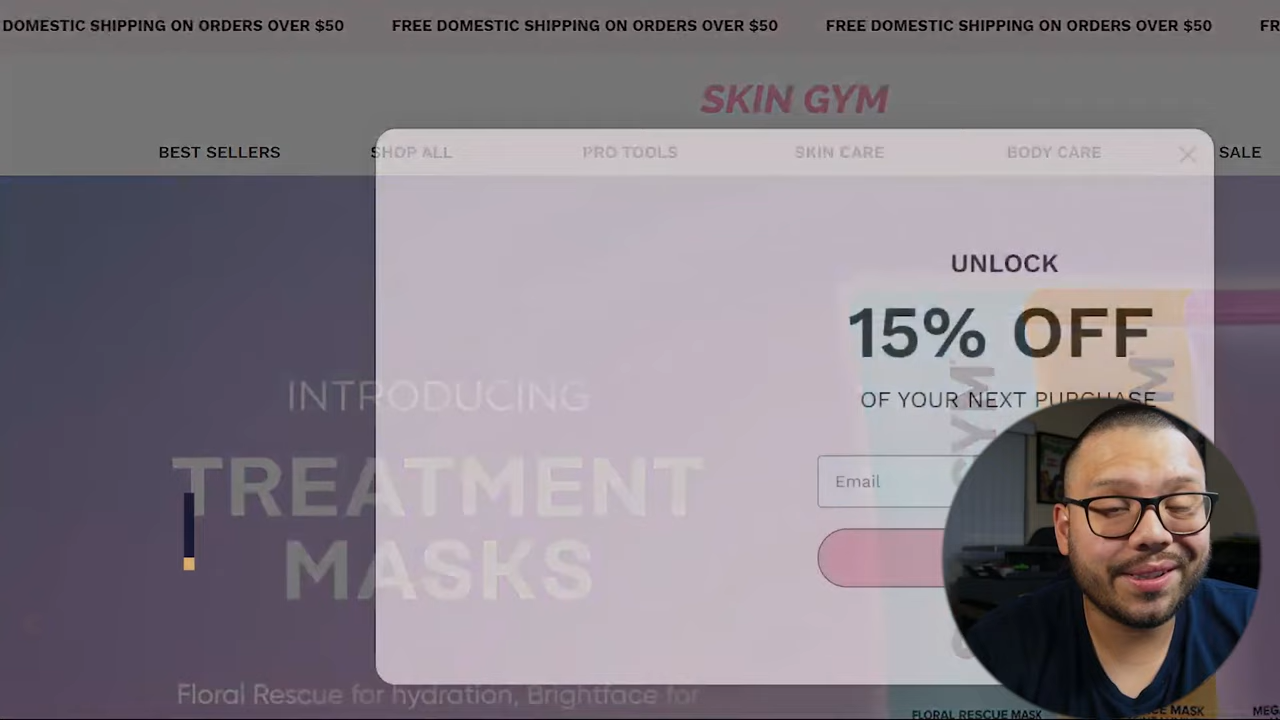 DOMESTIC SHIPPING ON ORDERS OVER $50 FREE DOMESTIC SHIPPING ON ORDERS OVER $50 FREE DOMESTIC SHIPPING ON ORDERS OVER $50
SKIN GYM
BEST SELLERS SHOP ALL PRO TOOLS SKIN CARE BODY CARE SALE
UNLOCK
15% OFF
OF YOUR NEXT PURCHASE
Email
INTRODUCING
TREATMENT
MASKS
Floral Rescue for hydration, Brightface for
FLORAL RESCUE MASK
MASK